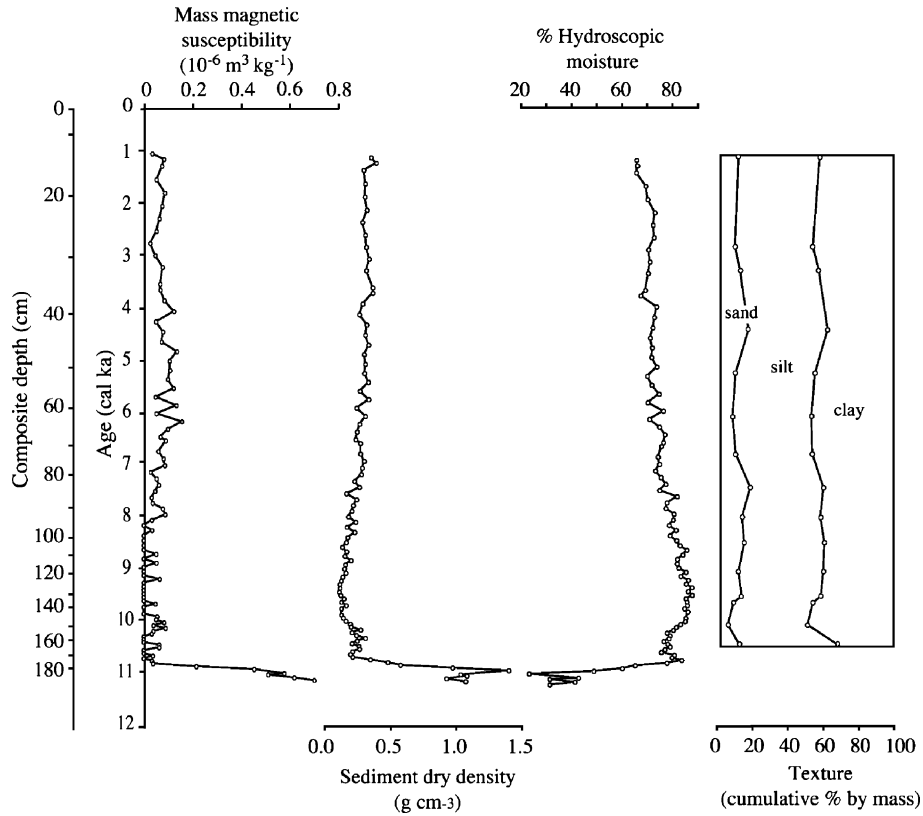 Mass magnetic
susceptibility
(10⁻⁶ m³ kg⁻¹)
0 0.2 0.4 0.6 0.8
% Hydroscopic
moisture
20 40 60 80
Composite depth (cm)
0
20
40
60
80
100
120
140
160
180
Age (cal ka)
0
1
2
3
4
5
6
7
8
9
10
11
12
sand
silt
clay
0.0 0.5 1.0 1.5
Sediment dry density
(g cm-3)
0 20 40 60 80 100
Texture
(cumulative % by mass)